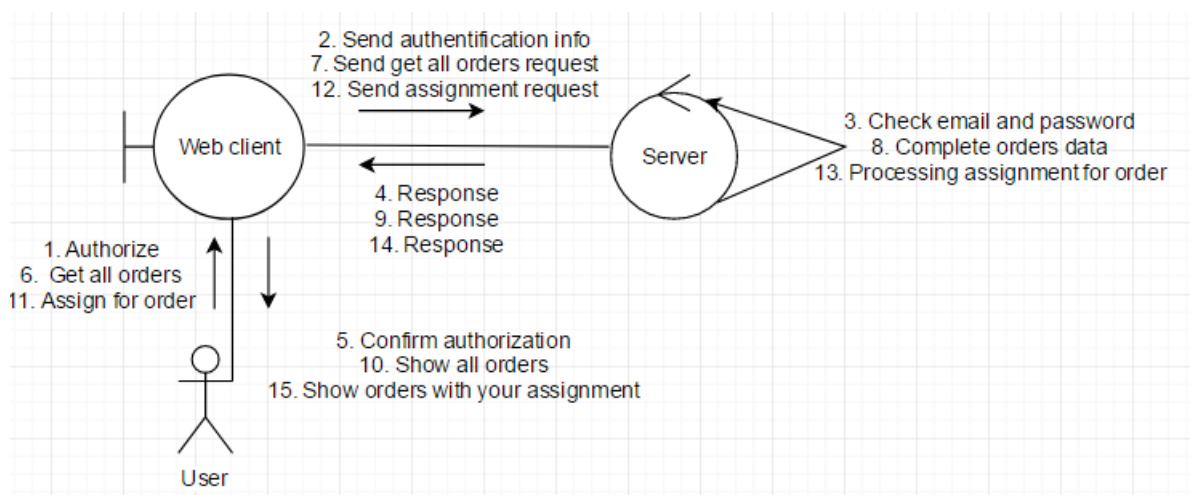 2. Send authentification info
7. Send get all orders request
12. Send assignment request
Web client
Server
3. Check email and password
8. Complete orders data
13. Processing assignment for order
4. Response
9. Response
14. Response
1. Authorize
6. Get all orders
11. Assign for order
5. Confirm authorization
10. Show all orders
15. Show orders with your assignment
User